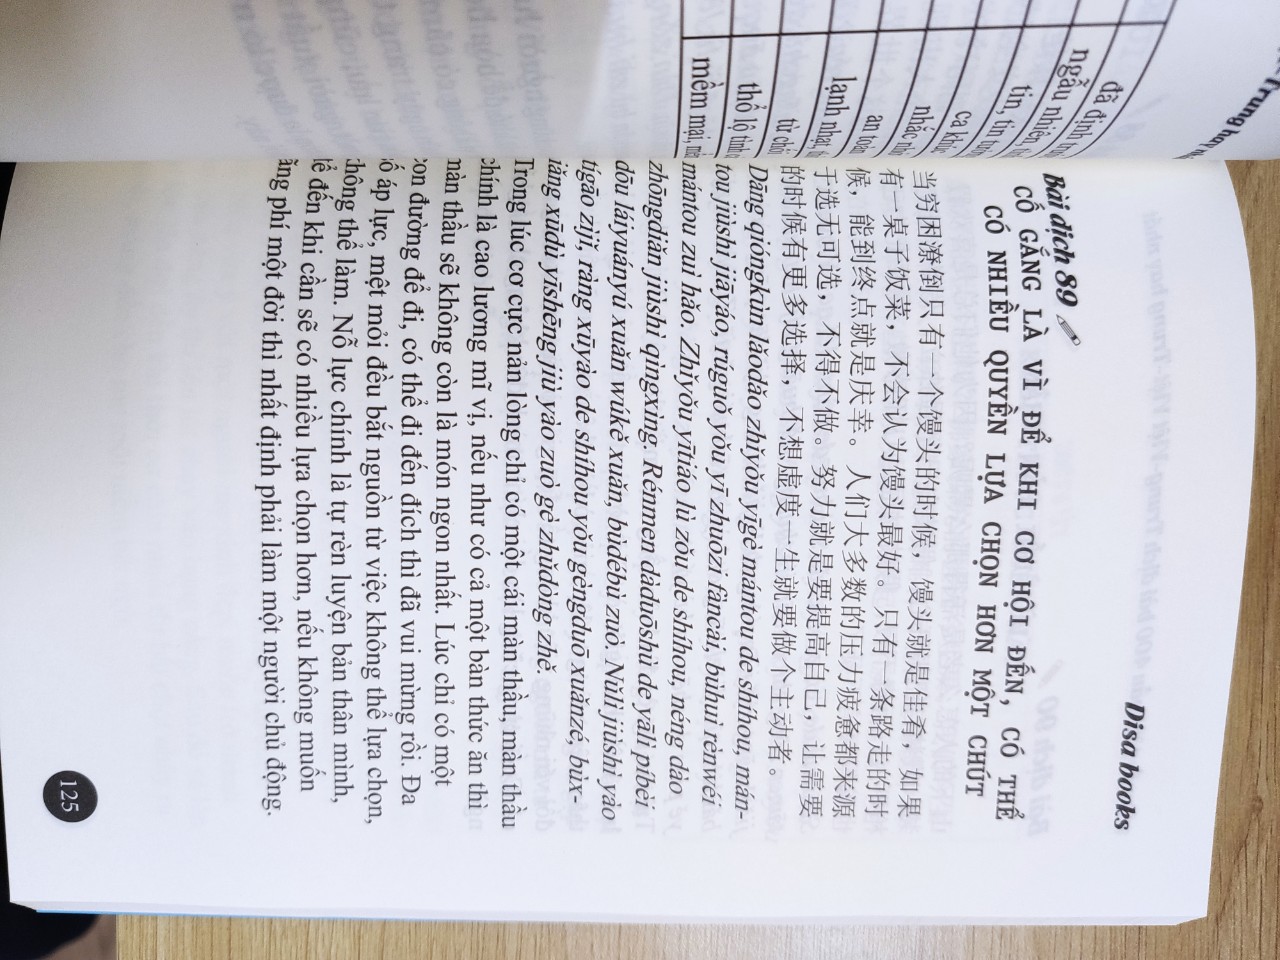 Trung hay
đã định
ngẫu nhiên,
tin, tin
nhắc
lạnh nhạt,
từ
thổ lộ tình
mềm mại,
Disa books
Bài dịch 89
CỐ GẮNG LÀ VÌ ĐỂ KHI CƠ HỘI ĐẾN, CÓ THỂ
CÓ NHIỀU QUYỀN LỰA CHỌN HƠN MỘT CHÚT
当穷困潦倒只有一个馒头的时候，馒头就是佳肴，如果
有一桌子饭菜，不会认为馒头最好。只有一条路走的时
候，能到终点就是庆幸。人们大多数的压力疲惫都来源
于选无可选，不得不做。努力就是要提高自己，让需要
的时候有更多选择，不想虚度一生就要做个主动者。
Dāng qióngkùn lǎodǎo zhǐyǒu yīgè mántou de shíhou, mán-
tou jiùshì jiāyáo, rúguǒ yǒu yī zhuōzi fàncài, bùhuì rènwéi
mántou zuì hǎo. Zhǐyǒu yītiáo lù zǒu de shíhou, néng dào
zhōngdiǎn jiùshì qìngxìng. Rénmen dàduōshù de yālì píbèi
dōu láiyuányú xuǎn wúkě xuǎn, bùdébù zuò. Nǔlì jiùshì yào
tígāo zìjǐ, ràng xūyào de shíhou yǒu gèngduō xuǎnzé, bùx-
iǎng xūdù yīshēng jiù yào zuò gè zhǔdòng zhě.
Trong lúc cơ cực nản lòng chỉ có một cái màn thầu, màn thầu
chính là cao lương mĩ vị, nếu như có cả một bàn thức ăn thì
màn thầu sẽ không còn là món ngon nhất. Lúc chỉ có một
con đường để đi, có thể đi đến đích thì đã vui mừng rồi. Đa
số áp lực, mệt mỏi đều bắt nguồn từ việc không thể lựa chọn,
không thể làm. Nỗ lực chính là tự rèn luyện bản thân mình,
để đến khi cần sẽ có nhiều lựa chọn hơn, nếu không muốn
lãng phí một đời thì nhất định phải làm một người chủ động.
125